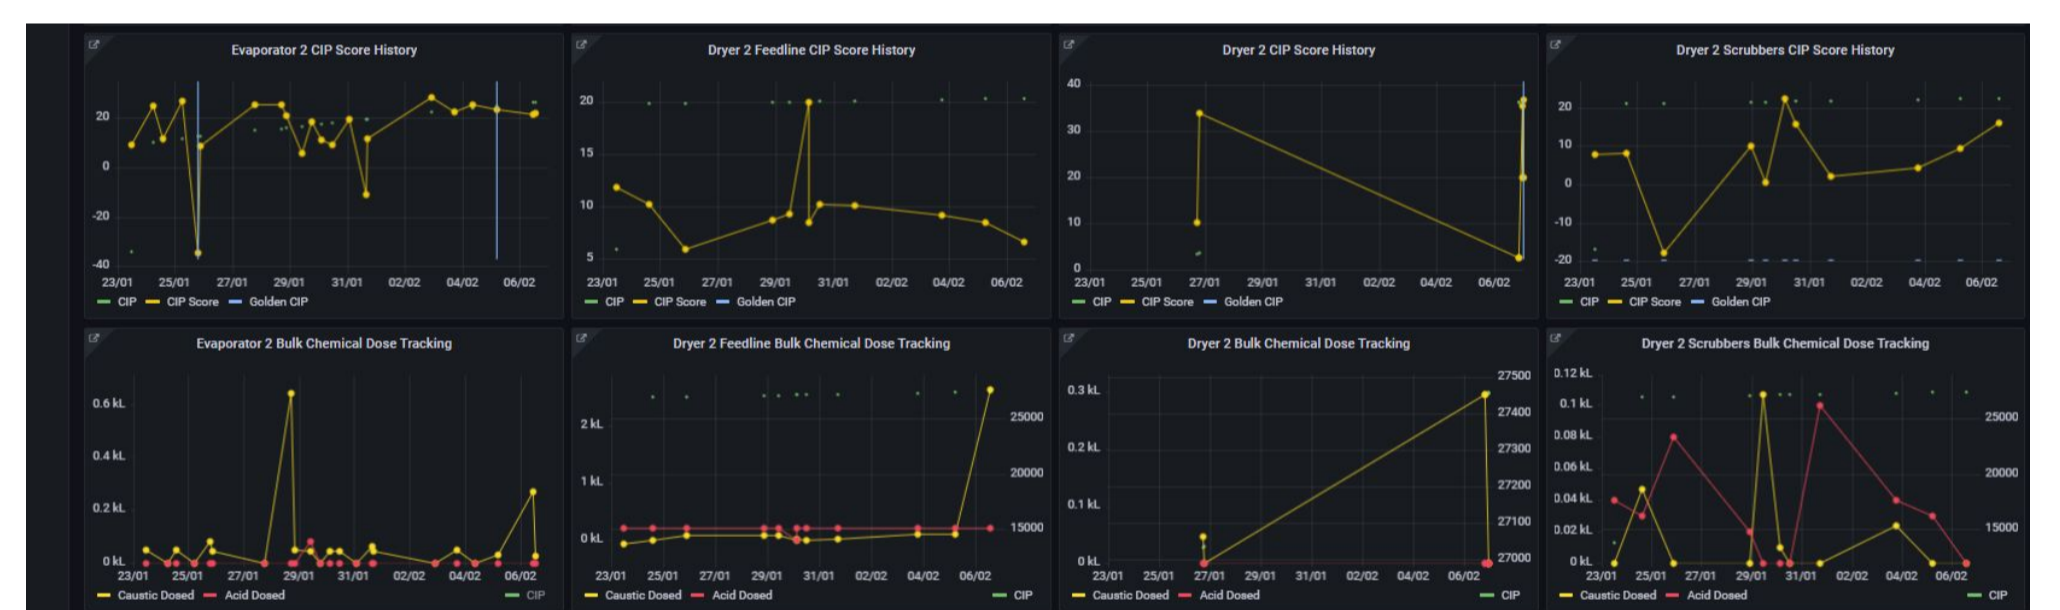 Evaporator 2 CIP Score History
20
0
-20
-40
23/01 25/01 27/01 29/01 31/01 02/02 04/02 06/02
CIP CIP Score Golden CIP
Dryer 2 Feedline CIP Score History
20
15
10
5
23/01 25/01 27/01 29/01 31/01 02/02 04/02 06/02
CIP CIP Score Golden CIP
Dryer 2 CIP Score History
40
30
20
10
0
23/01 25/01 27/01 29/01 31/01 02/02 04/02 06/02
CIP CIP Score Golden CIP
Dryer 2 Scrubbers CIP Score History
20
10
0
-10
-20
23/01 25/01 27/01 29/01 31/01 02/02 04/02 06/02
CIP CIP Score Golden CIP
Evaporator 2 Bulk Chemical Dose Tracking
0.6 kL
0.4 kL
0.2 kL
0 kL
23/01 25/01 27/01 29/01 31/01 02/02 04/02 06/02
Caustic Dosed Acid Dosed CIP
Dryer 2 Feedline Bulk Chemical Dose Tracking
2 kL
1 kL
0 kL
25000
20000
15000
23/01 25/01 27/01 29/01 31/01 02/02 04/02 06/02
Caustic Dosed Acid Dosed CIP
Dryer 2 Bulk Chemical Dose Tracking
0.3 kL
0.2 kL
0.1 kL
0 kL
27500
27400
27300
27200
27100
27000
23/01 25/01 27/01 29/01 31/01 02/02 04/02 06/02
Caustic Dosed Acid Dosed CIP
Dryer 2 Scrubbers Bulk Chemical Dose Tracking
0.12 kL
0.1 kL
0.08 kL
0.06 kL
0.04 kL
0.02 kL
0 kL
25000
20000
15000
23/01 25/01 27/01 29/01 31/01 02/02 04/02 06/02
Caustic Dosed Acid Dosed CIP